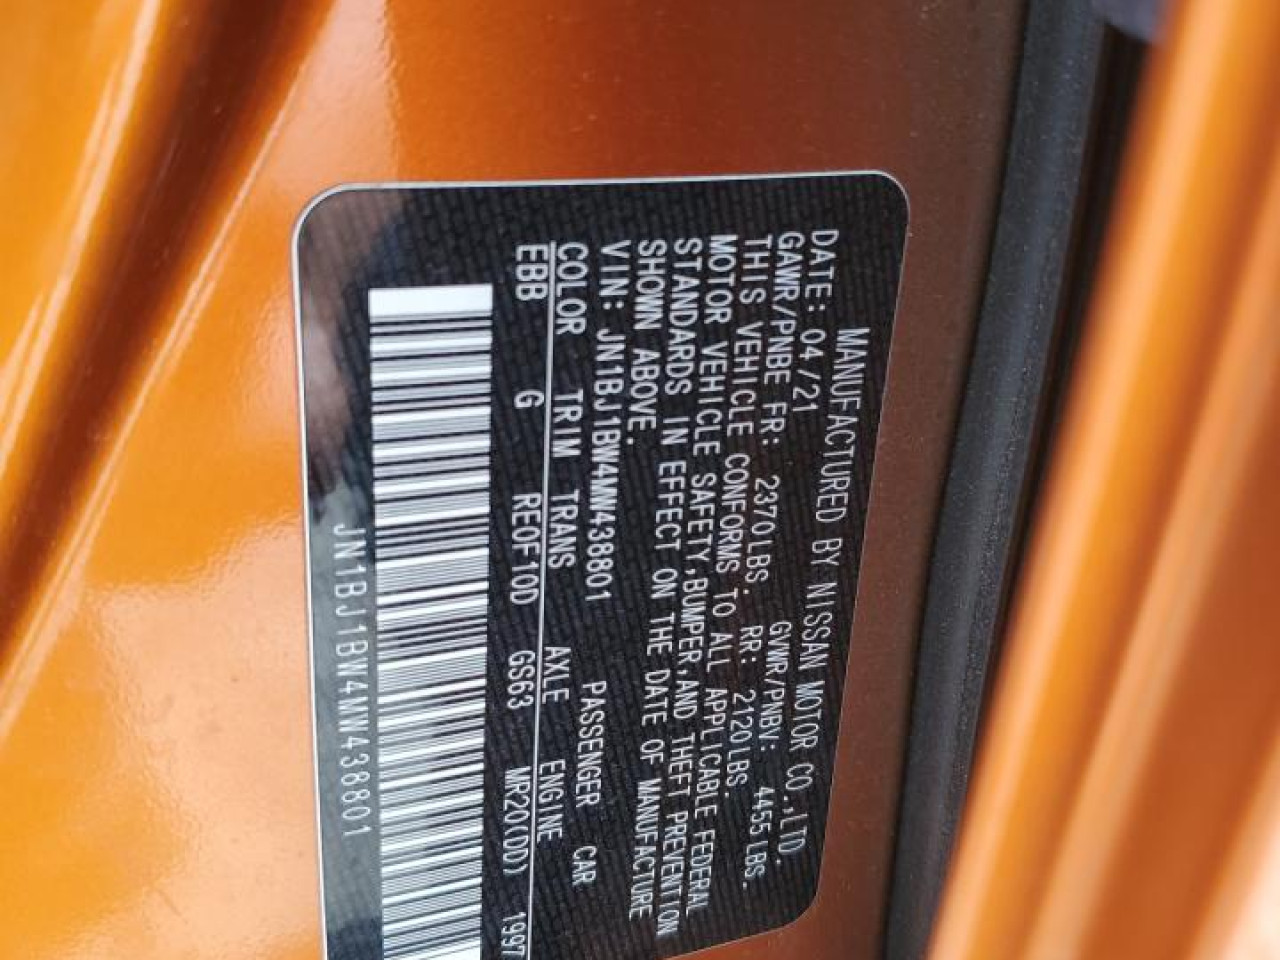 MANUFACTURED BY NISSAN MOTOR CO.,LTD.
DATE: 04/21 GVWR/PNBV: 4455LBS.
GAWR/PNBE FR: 2370LBS. RR: 2120LBS.
THIS VEHICLE CONFORMS TO ALL APPLICABLE FEDERAL
MOTOR VEHICLE SAFETY,BUMPER,AND THEFT PREVENTION
STANDARDS IN EFFECT ON THE DATE OF MANUFACTURE
SHOWN ABOVE.
VIN: JN1BJ1BW4MW438801 PASSENGER CAR
COLOR TRIM TRANS AXLE ENGINE
EBB G RE0F10D GS63 MR20(DD) 1997
JN1BJ1BW4MW438801